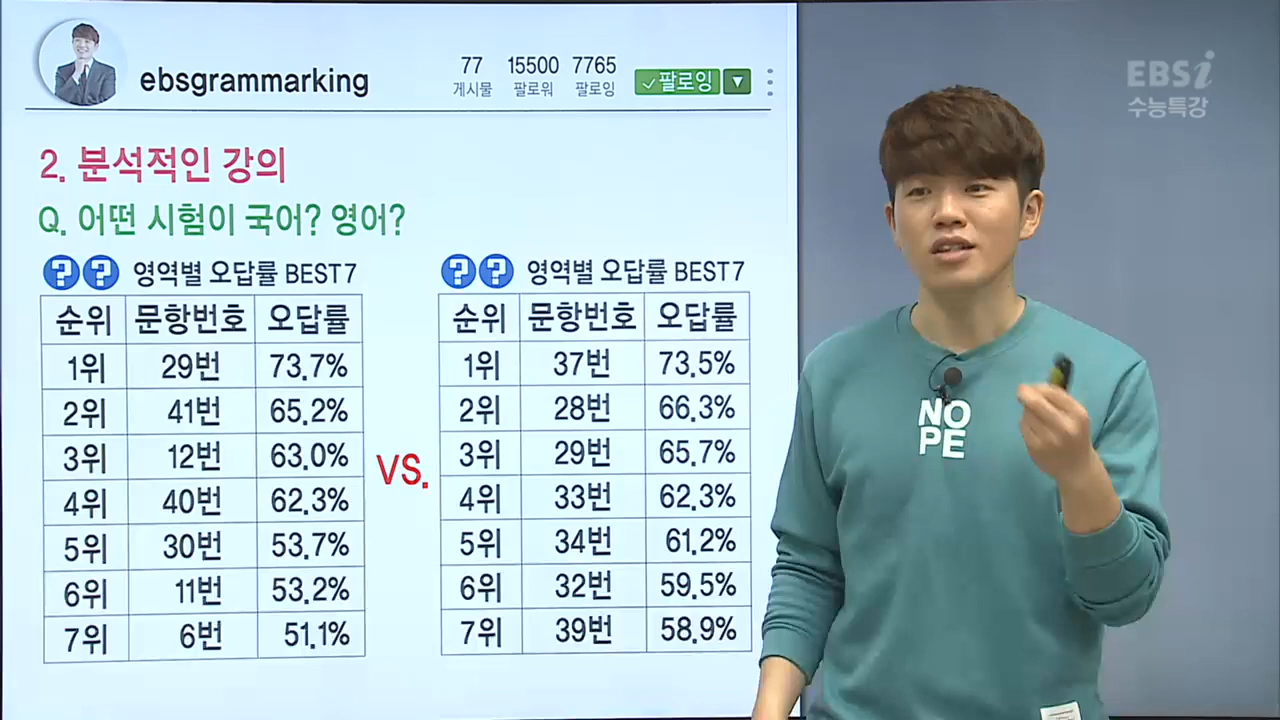 ebsgrammarking
77 15500 7765
게시물 팔로워 팔로잉
✓팔로잉 ▼
EBSi
수능특강
2. 분석적인 강의
Q. 어떤 시험이 국어? 영어?
?? 영역별 오답률 BEST7
순위 문항번호 오답률
1위 29번 73.7%
2위 41번 65.2%
3위 12번 63.0%
4위 40번 62.3%
5위 30번 53.7%
6위 11번 53.2%
7위 6번 51.1%
VS.
?? 영역별 오답률 BEST7
순위 문항번호 오답률
1위 37번 73.5%
2위 28번 66.3%
3위 29번 65.7%
4위 33번 62.3%
5위 34번 61.2%
6위 32번 59.5%
7위 39번 58.9%
NO
PE